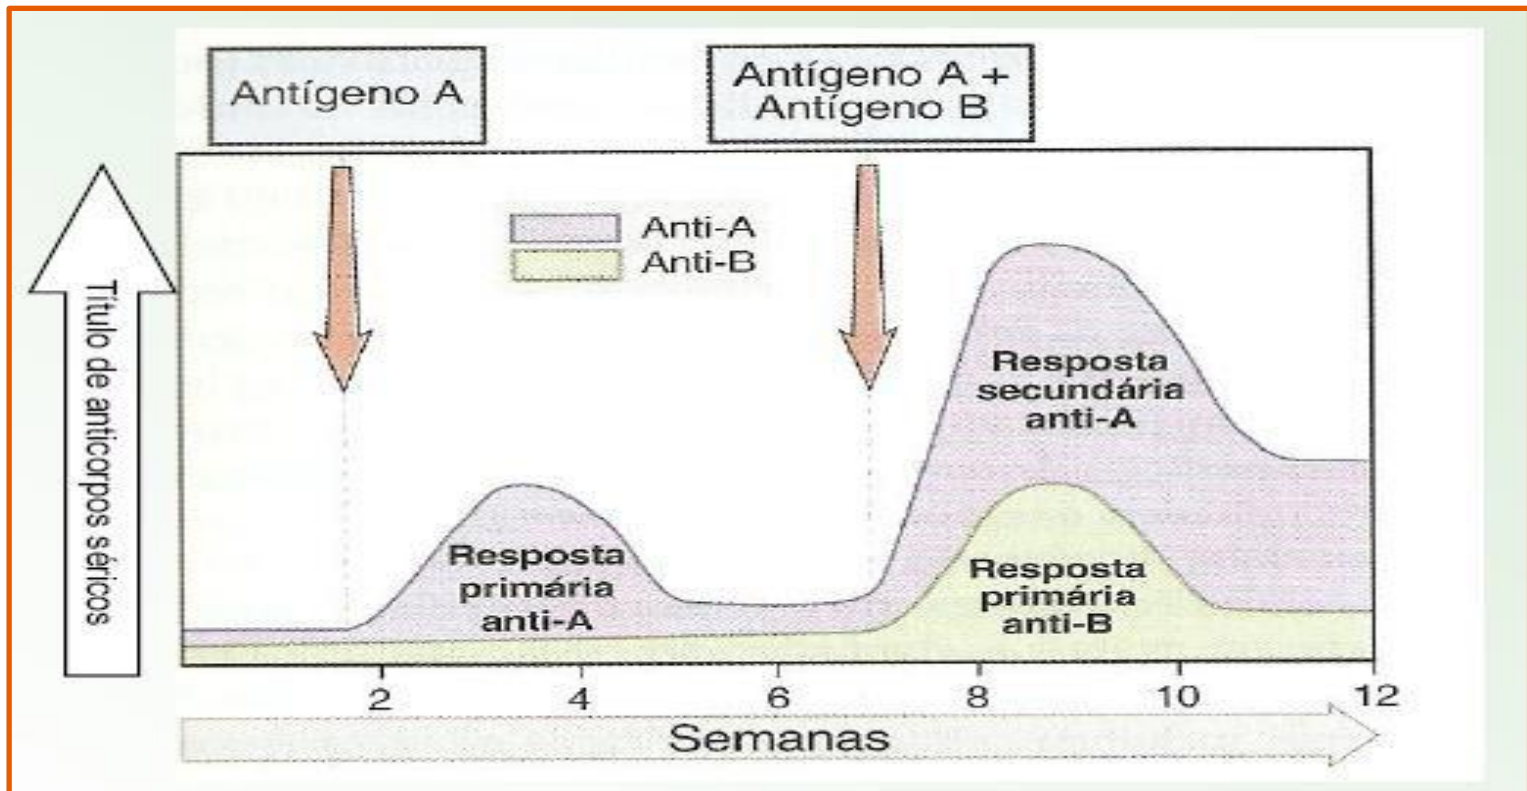 Antígeno A
Antígeno A +
Antígeno B
Título de anticorpos séricos
Anti-A
Anti-B
Resposta
primária
anti-A
Resposta
secundária
anti-A
Resposta
primária
anti-B
2 4 6 8 10 12
Semanas